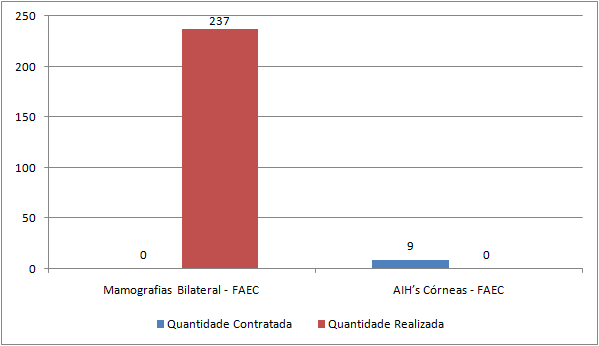 250
200
150
100
50
0
0
237
9
0
Mamografias Bilateral - FAEC
AIH's Córneas - FAEC
Quantidade Contratada
Quantidade Realizada